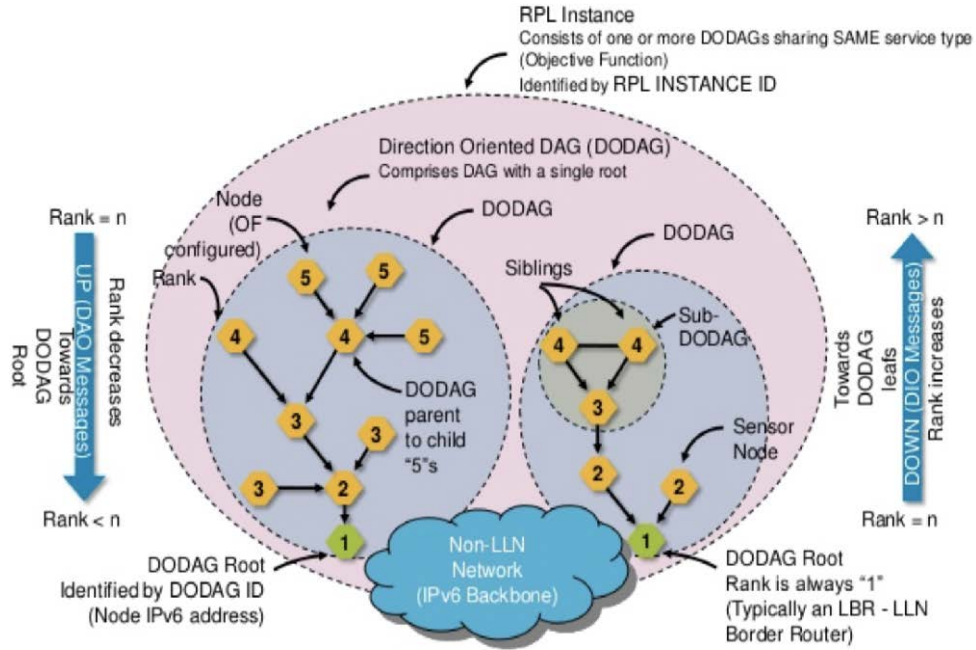 RPL Instance
Consists of one or more DODAGs sharing SAME service type
(Objective Function)
Identified by RPL INSTANCE ID
Direction Oriented DAG (DODAG)
Comprises DAG with a single root
Node
(OF
configured)
DODAG
DODAG
Rank
Siblings
Sub-
DODAG
Rank = n
UP (DAO Messages)
Rank decreases
Towards
DODAG
Root
Rank < n
Rank > n
Towards
DODAG
leafs
DOWN (DIO Messages)
Rank increases
Rank = n
5
5
4
4
5
3
3
3
2
1
DODAG
parent
to child
"5"s
4
4
3
2
2
1
Sensor
Node
Non-LLN
Network
(IPv6 Backbone)
DODAG Root
Identified by DODAG ID
(Node IPv6 address)
DODAG Root
Rank is always "1"
(Typically an LBR - LLN
Border Router)